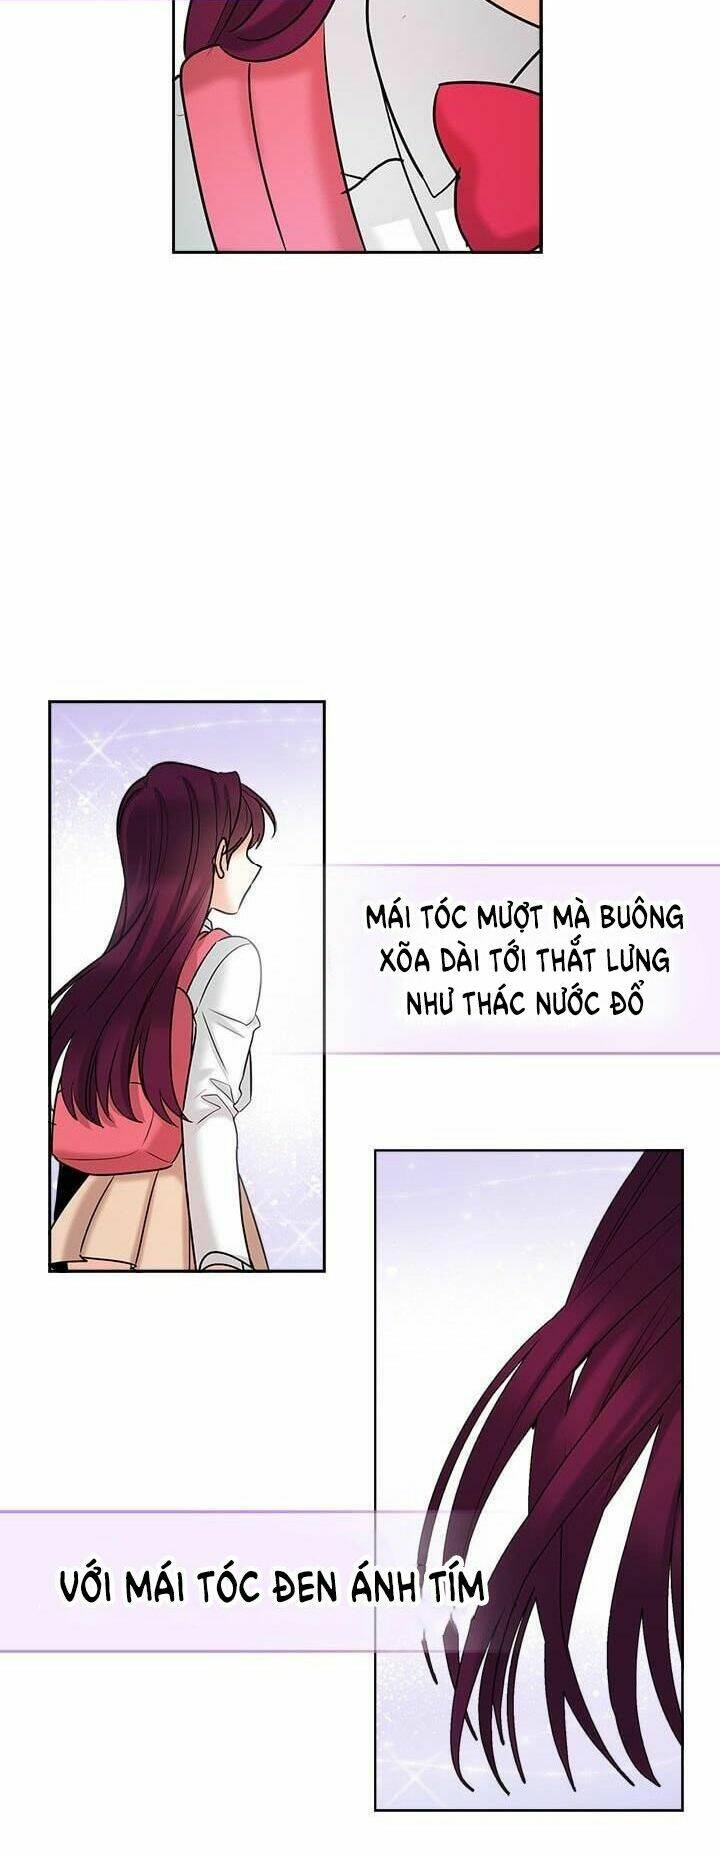 MÁI TÓC MƯỢT MÀ BUÔNG
XÕA DÀI TỚI THẮT LƯNG
NHƯ THÁC NƯỚC ĐỔ
VỚI MÁI TÓC ĐEN ÁNH TÍM